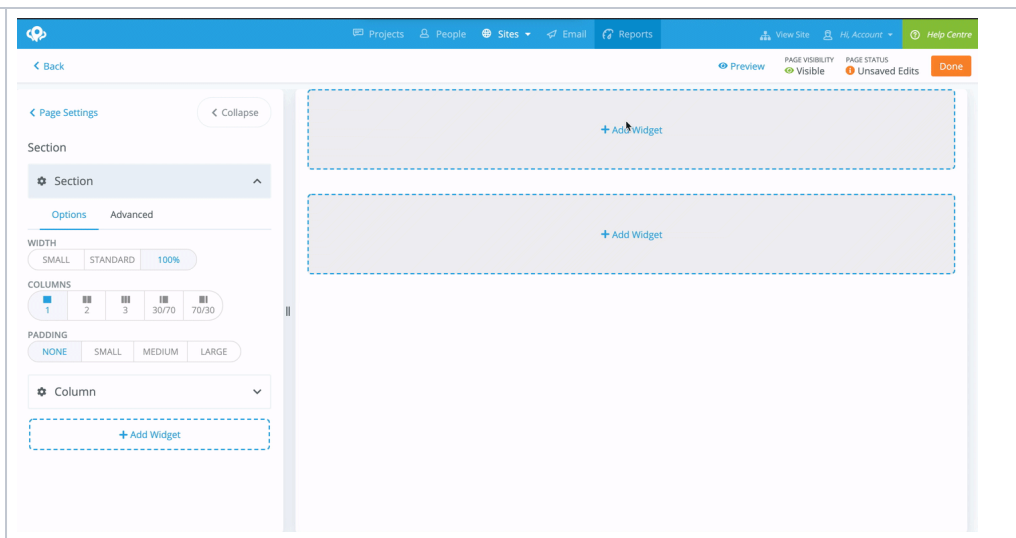 Projects People Sites Email Reports View Site Hi, Account Help Centre
Back Preview PAGE VISIBILITY Visible PAGE STATUS Unsaved Edits Done
Page Settings Collapse
+ Add Widget
Section
Section
Options Advanced
WIDTH
SMALL STANDARD 100%
+ Add Widget
COLUMNS
1 2 3 30/70 70/30
PADDING
NONE SMALL MEDIUM LARGE
Column
+ Add Widget